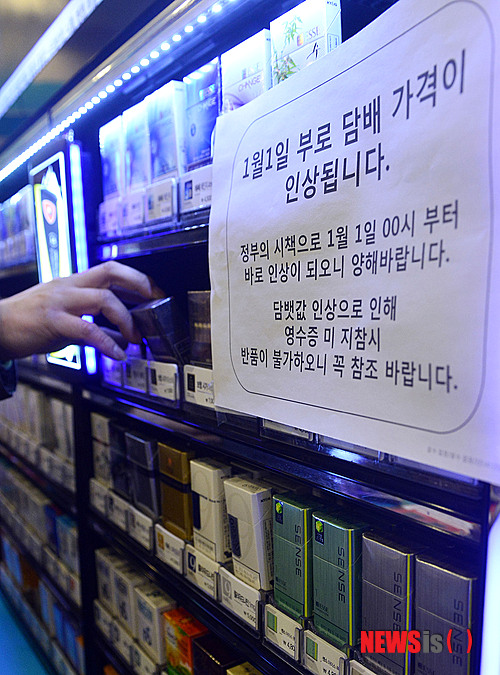 1월1일 부로 담배 가격이
인상됩니다.
정부의 시책으로 1월 1일 00시 부터
바로 인상이 되오니 양해바랍니다.
담뱃값 인상으로 인해
영수증 미 지참시
반품이 불가하오니 꼭 참조 바랍니다.
CHANGE
SENSE
SENSE
SENSE
SENSE
NEWSis( )